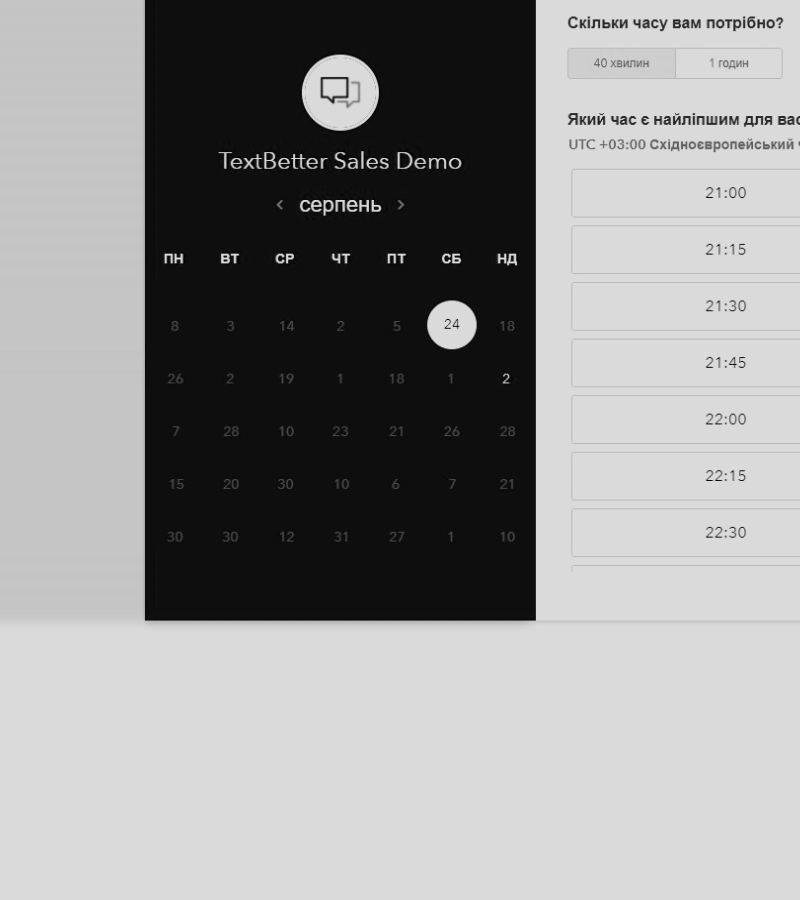 TextBetter Sales Demo
‹ серпень ›
ПН ВТ СР ЧТ ПТ СБ НД
8 3 14 2 5 24 18
26 2 19 1 18 1 2
7 28 10 23 21 26 28
15 20 30 10 6 7 21
30 30 12 31 27 1 10
Скільки часу вам потрібно?
40 хвилин 1 годин
Який час є найліпшим для вас
UTC +03:00 Східноєвропейський
21:00
21:15
21:30
21:45
22:00
22:15
22:30